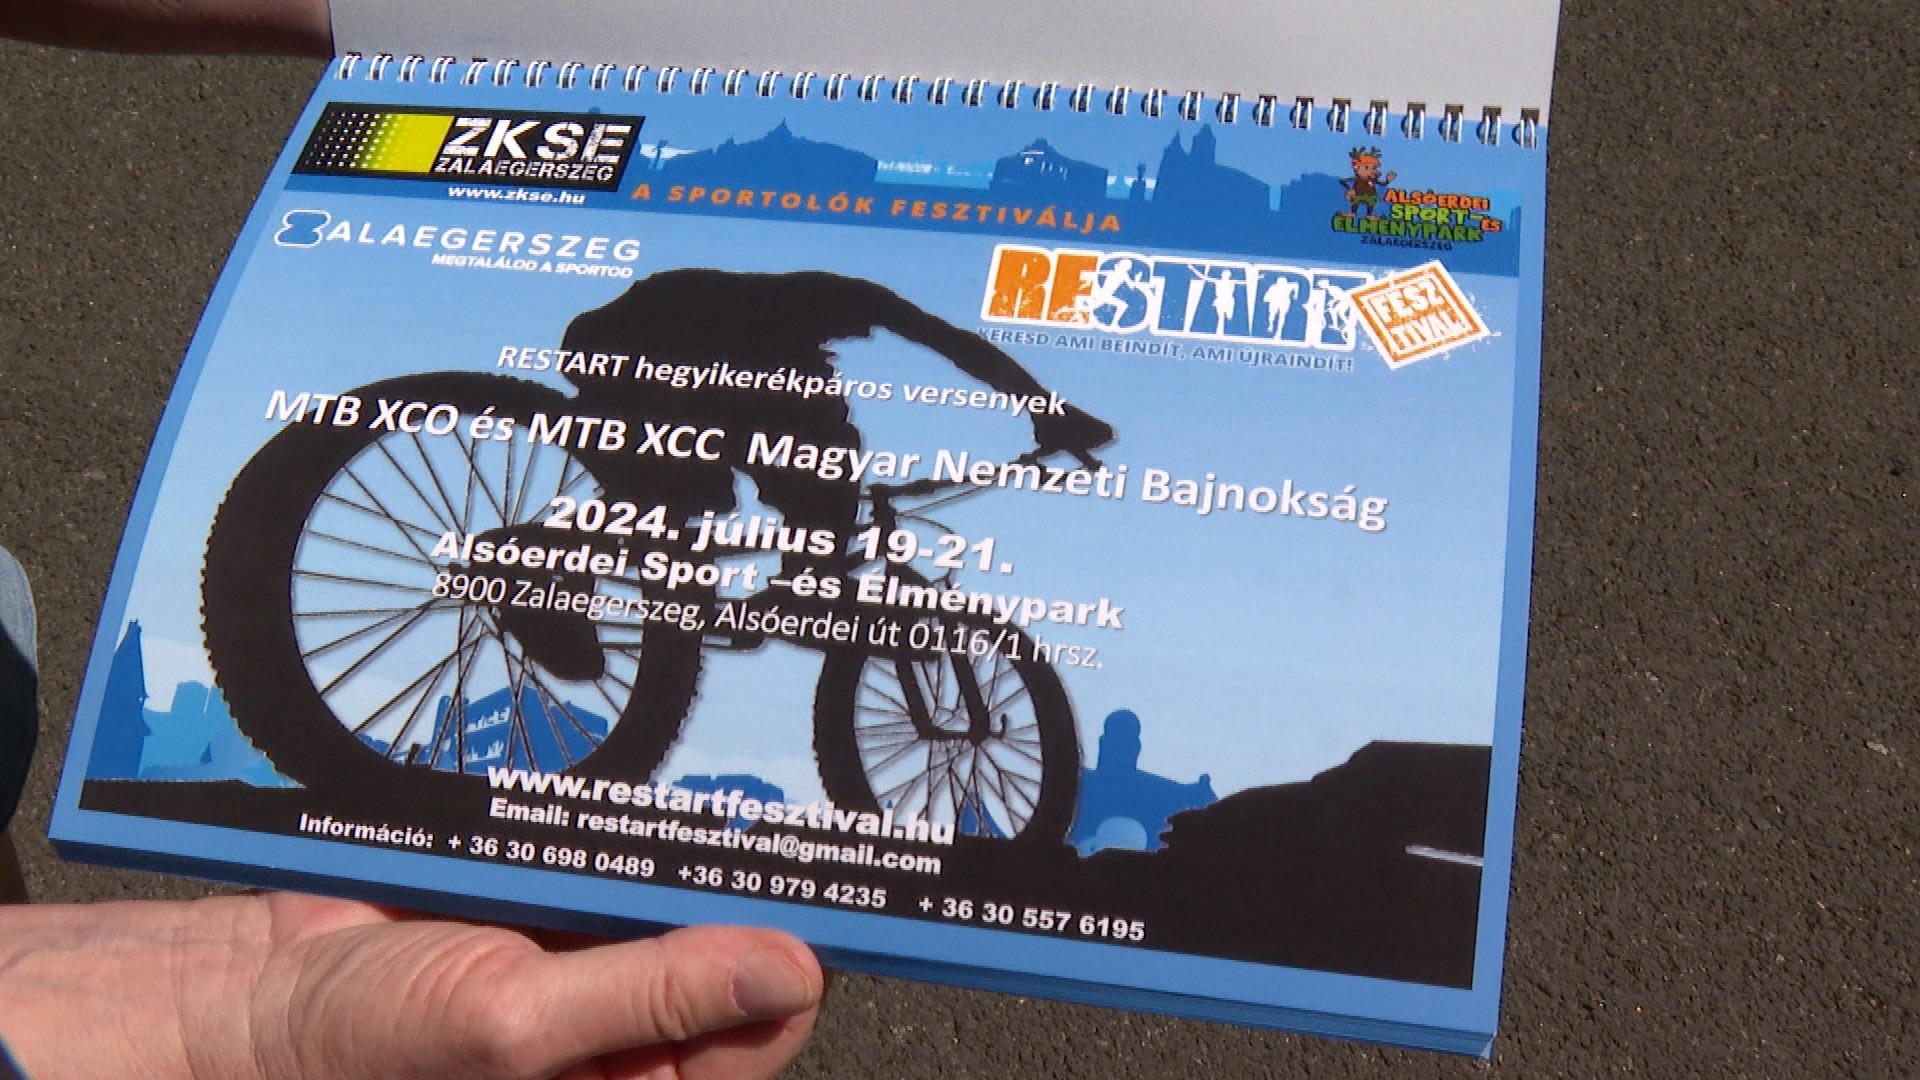 ZKSE
ZALAEGERSZEG
www.zkse.hu
A SPORTOLÓK FESZTIVÁLJA
ALSÓERDEI
SPORT- ÉS
ÉLMÉNYPARK
ZALAEGERSZEG
ZALAEGERSZEG
MEGTALÁLOD A SPORTOD
RESTART
FESZ
TIVÁL
KERESD AMI BEINDÍT, AMI ÚJRAINDÍT!
RESTART hegyikerékpáros versenyek
MTB XCO és MTB XCC Magyar Nemzeti Bajnokság
2024. július 19-21.
Alsóerdei Sport –és Élménypark
8900 Zalaegerszeg, Alsóerdei út 0116/1 hrsz.
www.restartfesztival.hu
Email: restartfesztival@gmail.com
Információ: + 36 30 698 0489 +36 30 979 4235 + 36 30 557 6195